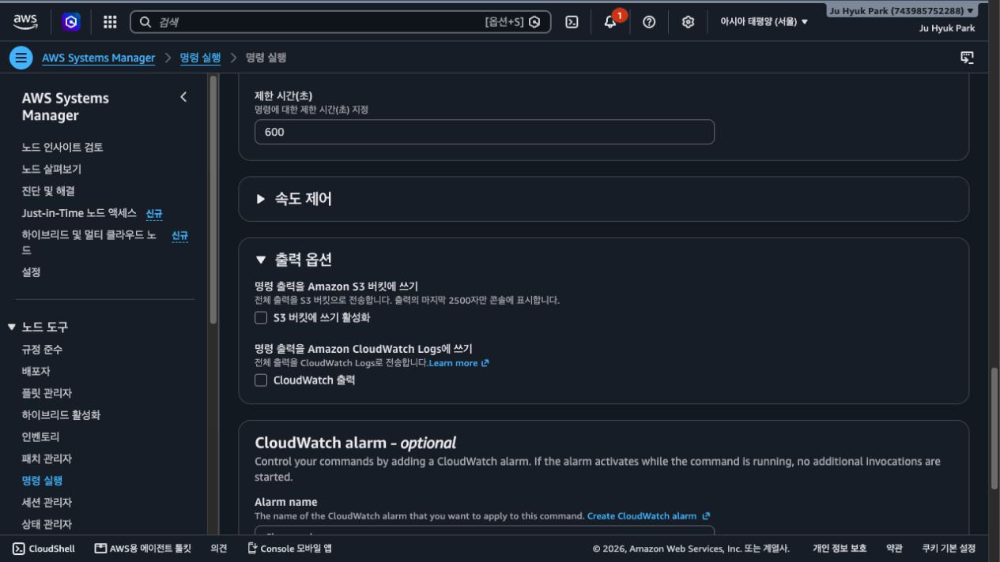 aws
검색
[옵션+S]
1
아시아 태평양 (서울)
Ju Hyuk Park (743985752288)
Ju Hyuk Park
AWS Systems Manager
명령 실행
명령 실행
AWS Systems
Manager
노드 인사이트 검토
노드 살펴보기
진단 및 해결
Just-in-Time 노드 액세스 신규
하이브리드 및 멀티 클라우드 노
드
신규
설정
노드 도구
규정 준수
배포자
플릿 관리자
하이브리드 활성화
인벤토리
패치 관리자
명령 실행
세션 관리자
상태 관리자
제한 시간(초)
명령에 대한 제한 시간(초) 지정
600
속도 제어
출력 옵션
명령 출력을 Amazon S3 버킷에 쓰기
전체 출력을 S3 버킷으로 전송합니다. 출력의 마지막 2500자만 콘솔에 표시합니다.
S3 버킷에 쓰기 활성화
명령 출력을 Amazon CloudWatch Logs에 쓰기
전체 출력을 CloudWatch Logs로 전송합니다.Learn more
CloudWatch 출력
CloudWatch alarm - optional
Control your commands by adding a CloudWatch alarm. If the alarm activates while the command is running, no additional invocations are
started.
Alarm name
The name of the CloudWatch alarm that you want to apply to this command. Create CloudWatch alarm
CloudShell
AWS용 에이전트 툴킷
의견
Console 모바일 앱
© 2026, Amazon Web Services, Inc. 또는 계열사.
개인 정보 보호
약관
쿠키 기본 설정